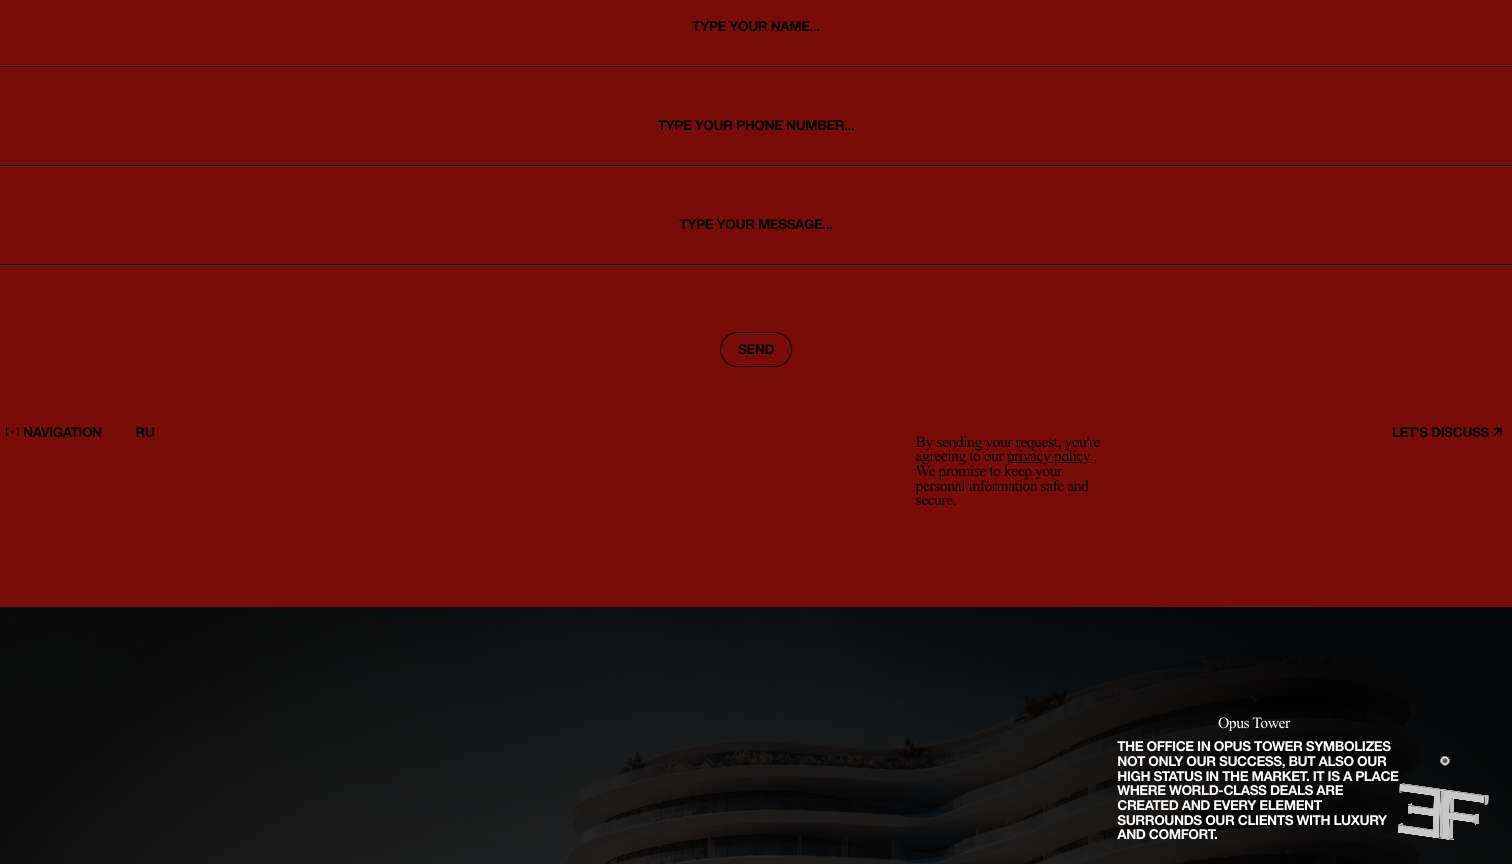 TYPE YOUR NAME...
TYPE YOUR PHONE NUMBER...
TYPE YOUR MESSAGE...
SEND
[+] NAVIGATION
RU
LET'S DISCUSS ↗
By sending your request, you're
agreeing to our privacy policy .
We promise to keep your
personal information safe and
secure.
Opus Tower
THE OFFICE IN OPUS TOWER SYMBOLIZES
NOT ONLY OUR SUCCESS, BUT ALSO OUR
HIGH STATUS IN THE MARKET. IT IS A PLACE
WHERE WORLD-CLASS DEALS ARE
CREATED AND EVERY ELEMENT
SURROUNDS OUR CLIENTS WITH LUXURY
AND COMFORT.